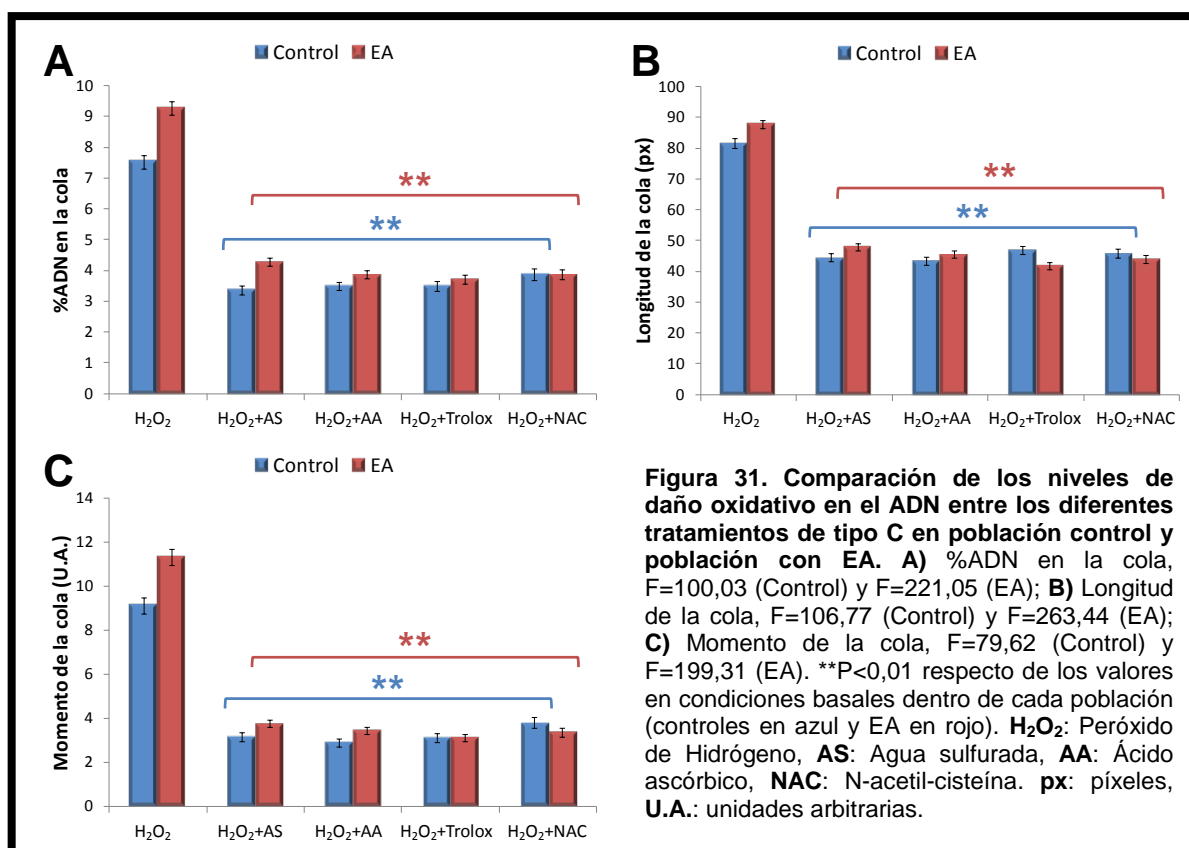 A
Control EA
10
9
8
7
6
5
4
3
2
1
0
%ADN en la cola
**
**
H₂O₂ H₂O₂+AS H₂O₂+AA H₂O₂+Trolox H₂O₂+NAC
B
Control EA
100
90
80
70
60
50
40
30
20
10
0
Longitud de la cola (px)
**
**
H₂O₂ H₂O₂+AS H₂O₂+AA H₂O₂+Trolox H₂O₂+NAC
C
Control EA
14
12
10
8
6
4
2
0
Momento de la cola (U.A.)
**
**
H₂O₂ H₂O₂+AS H₂O₂+AA H₂O₂+Trolox H₂O₂+NAC
Figura 31. Comparación de los niveles de
daño oxidativo en el ADN entre los diferentes
tratamientos de tipo C en población control y
población con EA. A) %ADN en la cola,
F=100,03 (Control) y F=221,05 (EA); B) Longitud
de la cola, F=106,77 (Control) y F=263,44 (EA);
C) Momento de la cola, F=79,62 (Control) y
F=199,31 (EA). **P<0,01 respecto de los valores
en condiciones basales dentro de cada población
(controles en azul y EA en rojo). H₂O₂: Peróxido
de Hidrógeno, AS: Agua sulfurada, AA: Ácido
ascórbico, NAC: N-acetil-cisteína. px: píxeles,
U.A.: unidades arbitrarias.